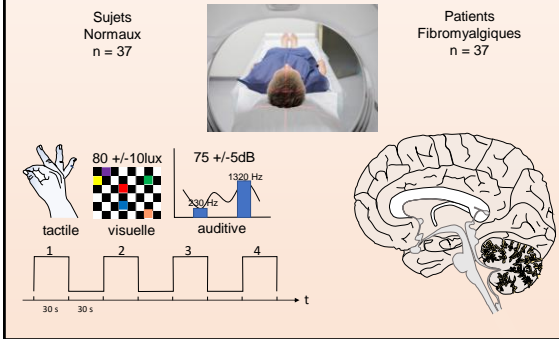 Sujets
Normaux
n = 37
Patients
Fibromyalgiques
n = 37
80 +/-10lux
75 +/-5dB
1320 Hz
230 Hz
tactile
visuelle
auditive
1
2
3
4
t
30 s
30 s